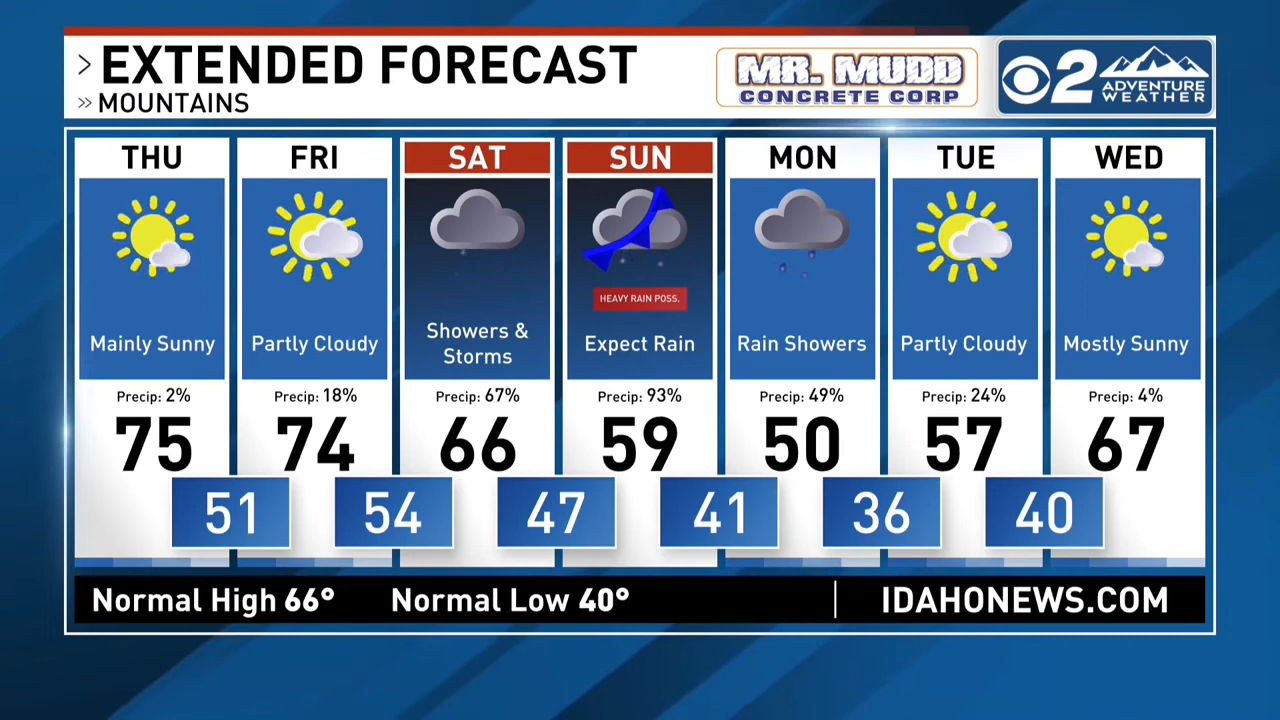 > EXTENDED FORECAST
» MOUNTAINS
MR. MUDD
CONCRETE CORP
2
ADVENTURE
WEATHER
THU
Mainly Sunny
Precip: 2%
75
FRI
Partly Cloudy
Precip: 18%
74
SAT
Showers &
Storms
Precip: 67%
66
SUN
HEAVY RAIN POSS.
Expect Rain
Precip: 93%
59
MON
Rain Showers
Precip: 49%
50
TUE
Partly Cloudy
Precip: 24%
57
WED
Mostly Sunny
Precip: 4%
67
51
54
47
41
36
40
Normal High 66° Normal Low 40° IDAHONEWS.COM